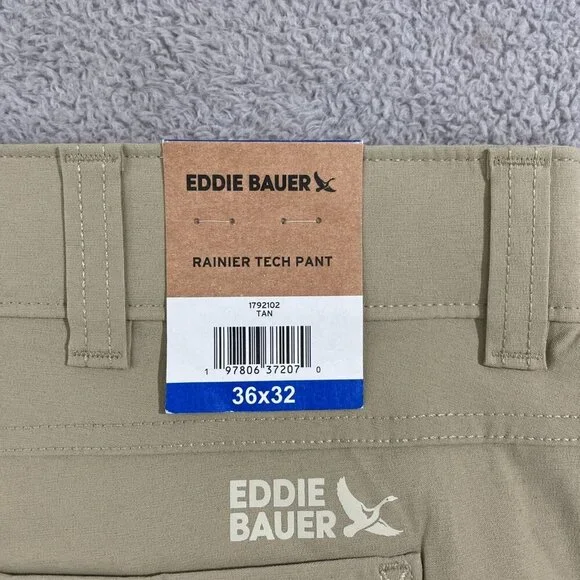 EDDIE BAUER
RAINIER TECH PANT
1792102
TAN
1 97806 37207 0
36x32
EDDIE
BAUER